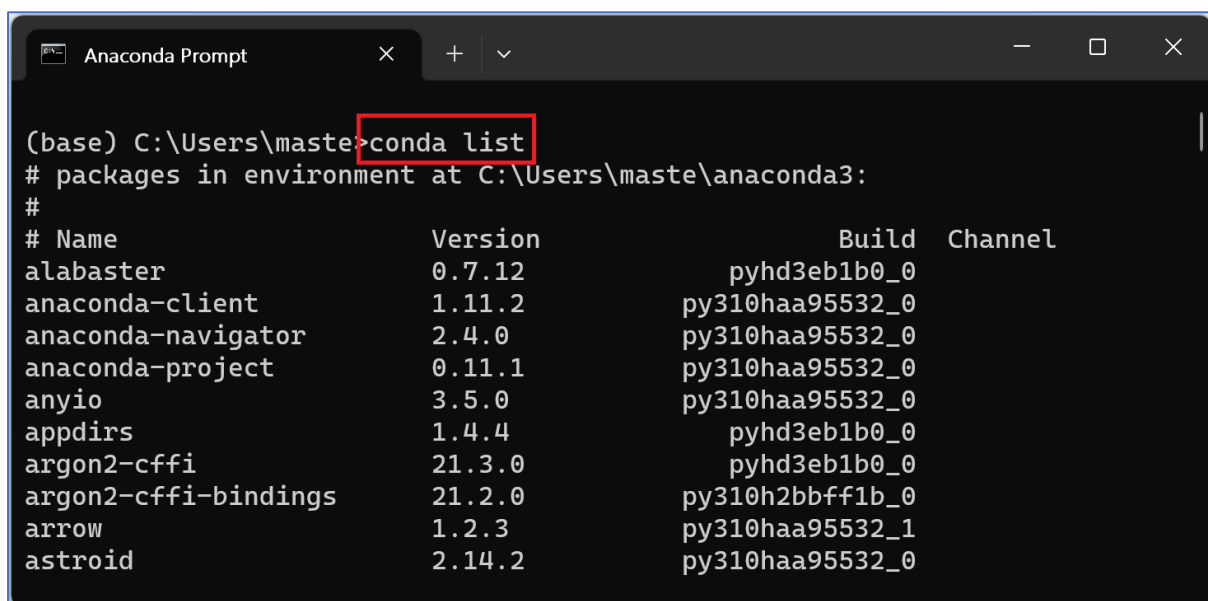 Anaconda Prompt
(base) C:\Users\maste>conda list
# packages in environment at C:\Users\maste\anaconda3:
#
# Name Version Build Channel
alabaster 0.7.12 pyhd3eb1b0_0
anaconda-client 1.11.2 py310haa95532_0
anaconda-navigator 2.4.0 py310haa95532_0
anaconda-project 0.11.1 py310haa95532_0
anyio 3.5.0 py310haa95532_0
appdirs 1.4.4 pyhd3eb1b0_0
argon2-cffi 21.3.0 pyhd3eb1b0_0
argon2-cffi-bindings 21.2.0 py310h2bbff1b_0
arrow 1.2.3 py310haa95532_1
astroid 2.14.2 py310haa95532_0